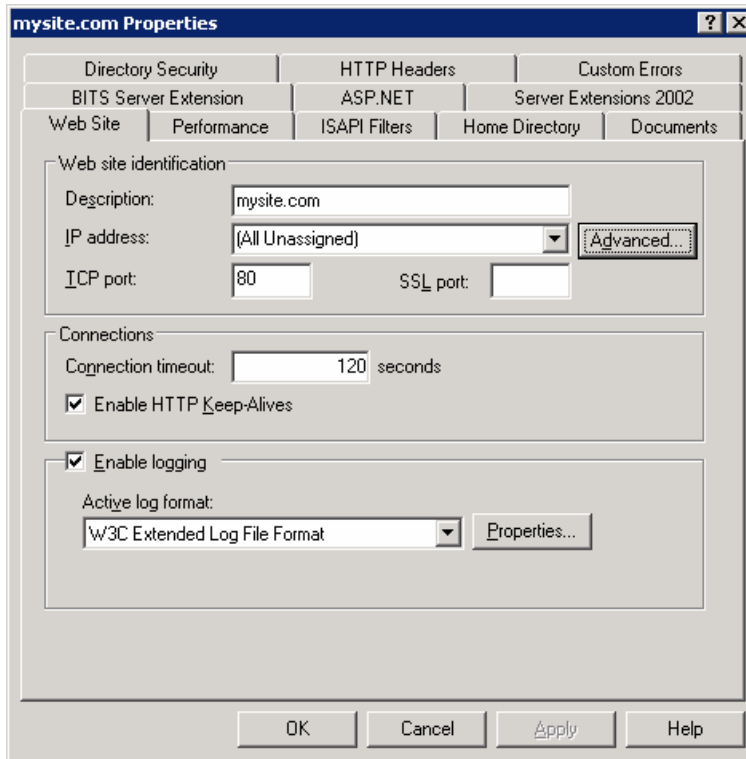 mysite.com Properties
Directory Security HTTP Headers Custom Errors
BITS Server Extension ASP.NET Server Extensions 2002
Web Site Performance ISAPI Filters Home Directory Documents
Web site identification
Description: mysite.com
IP address: (All Unassigned) Advanced...
TCP port: 80 SSL port:
Connections
Connection timeout: 120 seconds
Enable HTTP Keep-Alives
Enable logging
Active log format:
W3C Extended Log File Format Properties...
OK Cancel Apply Help